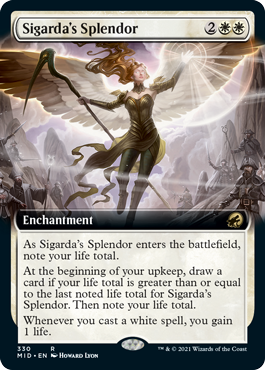 Sigarda's Splendor 2
Enchantment
As Sigarda's Splendor enters the battlefield,
note your life total.
At the beginning of your upkeep, draw a
card if your life total is greater than or equal
to the last noted life total for Sigarda's
Splendor. Then note your life total.
Whenever you cast a white spell, you gain
1 life.
330 R
MID • EN Howard Lyon ™ & © 2021 Wizards of the Coast